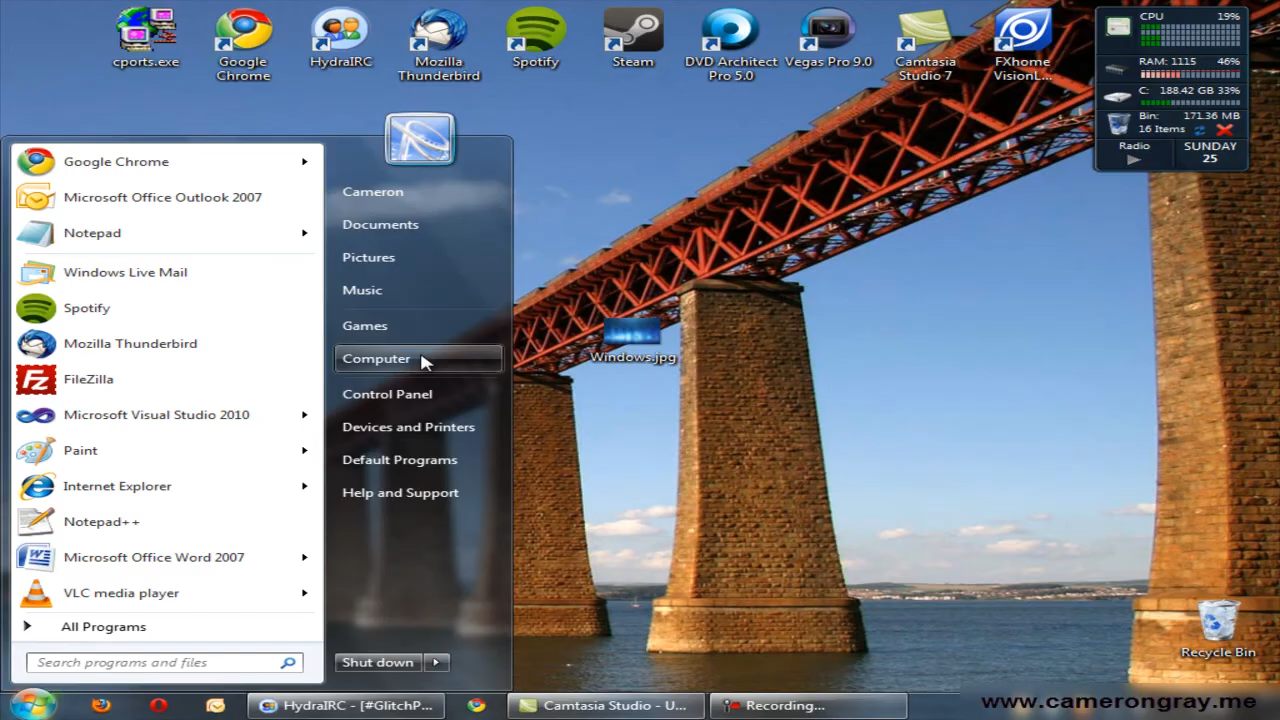 cports.exe
Google
Chrome
HydraIRC
Mozilla
Thunderbird
Spotify
Steam
DVD Architect
Pro 5.0
Vegas Pro 9.0
Camtasia
Studio 7
FXhome
VisionL...
CPU 19%
RAM: 1115 46%
C: 188.42 GB 33%
Bin: 171.36 MB
16 Items
Radio
SUNDAY
25
Google Chrome
Microsoft Office Outlook 2007
Notepad
Windows Live Mail
Spotify
Mozilla Thunderbird
FileZilla
Microsoft Visual Studio 2010
Paint
Internet Explorer
Notepad++
Microsoft Office Word 2007
VLC media player
All Programs
Search programs and files
Cameron
Documents
Pictures
Music
Games
Computer
Control Panel
Devices and Printers
Default Programs
Help and Support
Shut down
Windows.jpg
Recycle Bin
HydraIRC - [#GlitchP...
Camtasia Studio - U...
Recording...
www.camerongray.me